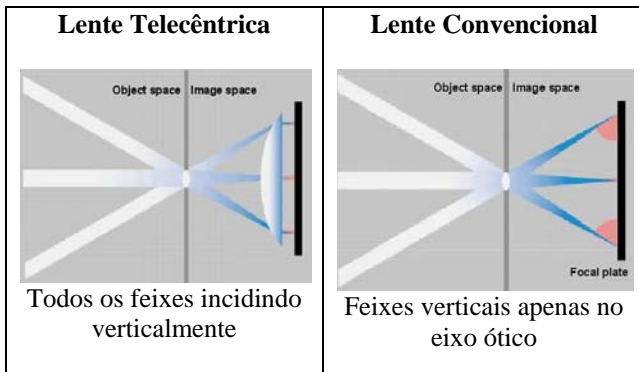 Lente Telecêntrica
Object space Image space
Todos os feixes incidindo
verticalmente
Lente Convencional
Object space Image space
Focal plate
Feixes verticais apenas no
eixo ótico